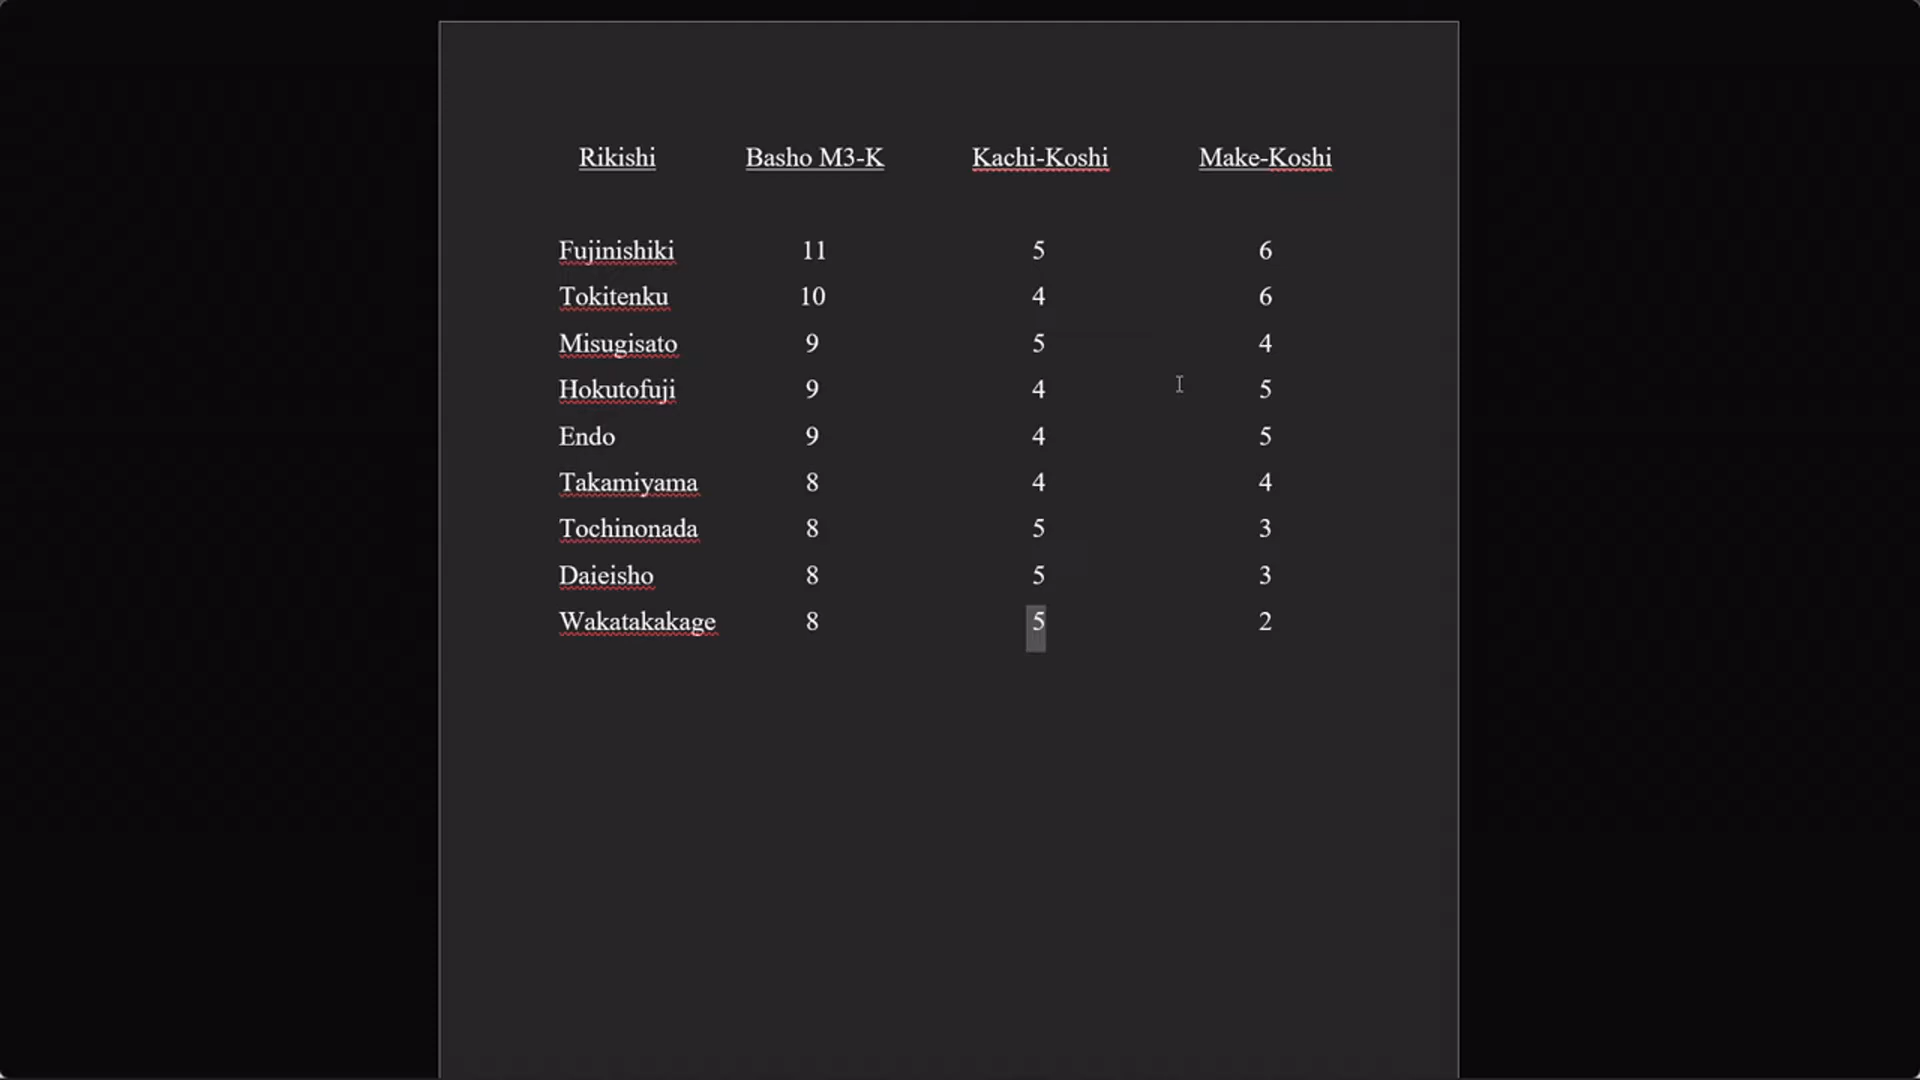 Rikishi Basho M3-K Kachi-Koshi Make-Koshi
Fujinishiki 11 5 6
Tokitenku 10 4 6
Misugisato 9 5 4
Hokutofuji 9 4 5
Endo 9 4 5
Takamiyama 8 4 4
Tochinonada 8 5 3
Daieisho 8 5 3
Wakatakakage 8 5 2